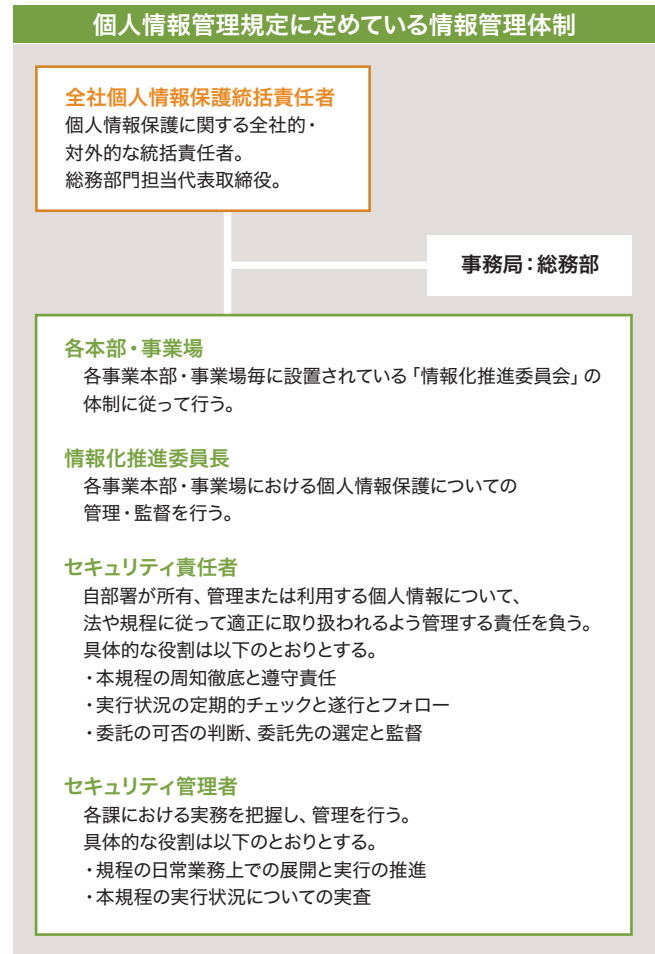 個人情報管理規定に定めている情報管理体制
全社個人情報保護統括責任者
個人情報保護に関する全社的・
対外的な統括責任者。
総務部門担当代表取締役。
事務局：総務部
各本部・事業場
各事業本部・事業場毎に設置されている「情報化推進委員会」の
体制に従って行う。
情報化推進委員長
各事業本部・事業場における個人情報保護についての
管理・監督を行う。
セキュリティ責任者
自部署が所有、管理または利用する個人情報について、
法や規程に従って適正に取り扱われるよう管理する責任を負う。
具体的な役割は以下のとおりとする。
・本規程の周知徹底と遵守責任
・実行状況の定期的チェックと遂行とフォロー
・委託の可否の判断、委託先の選定と監督
セキュリティ管理者
各課における実務を把握し、管理を行う。
具体的な役割は以下のとおりとする。
・規程の日常業務上での展開と実行の推進
・本規程の実行状況についての実査